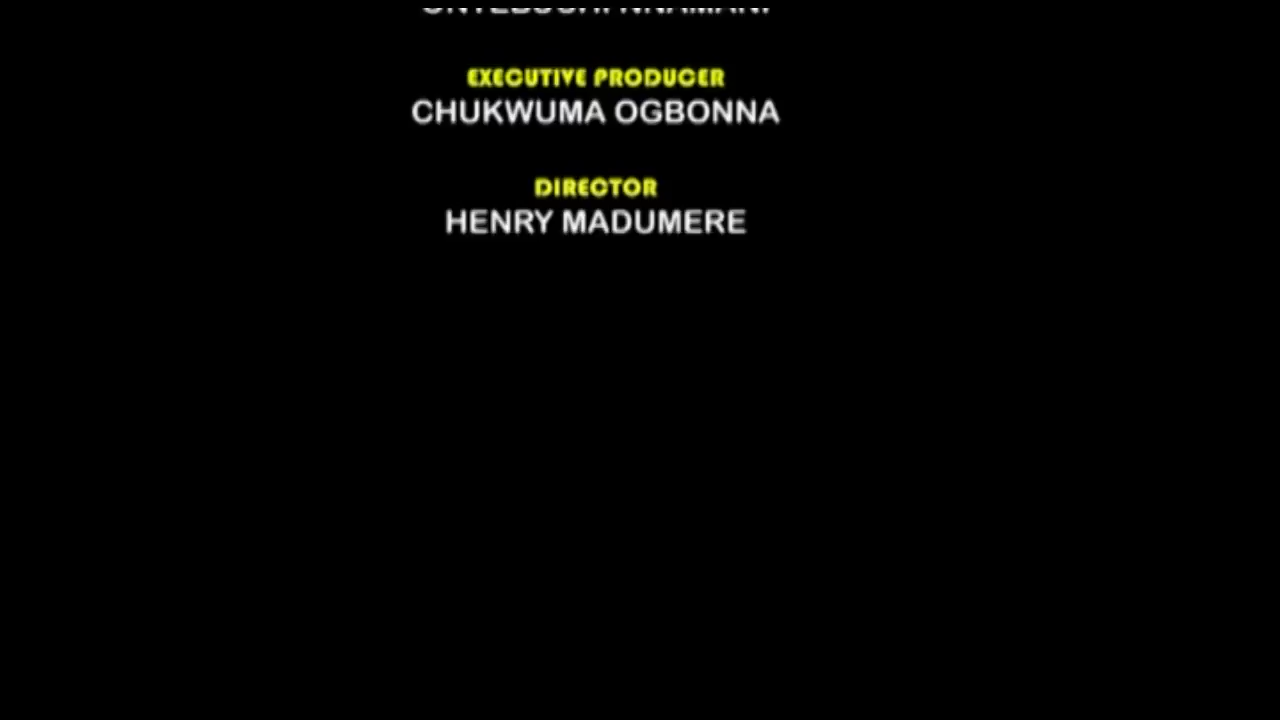 EXECUTIVE PRODUCER
CHUKWUMA OGBONNA
DIRECTOR
HENRY MADUMERE